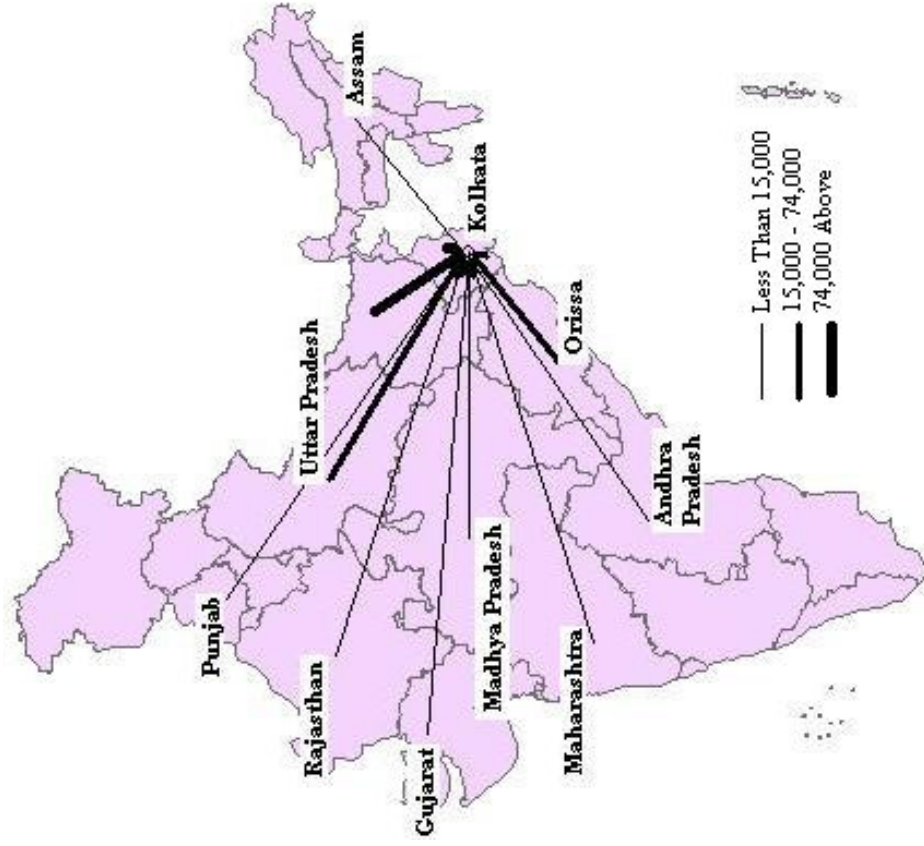 Punjab
Uttar Pradesh
Assam
Rajasthan
Gujarat
Kolkata
Madhya Pradesh
Maharashtra
Orissa
Andhra
Pradesh
Less Than 15,000
15,000 - 74,000
74,000 Above